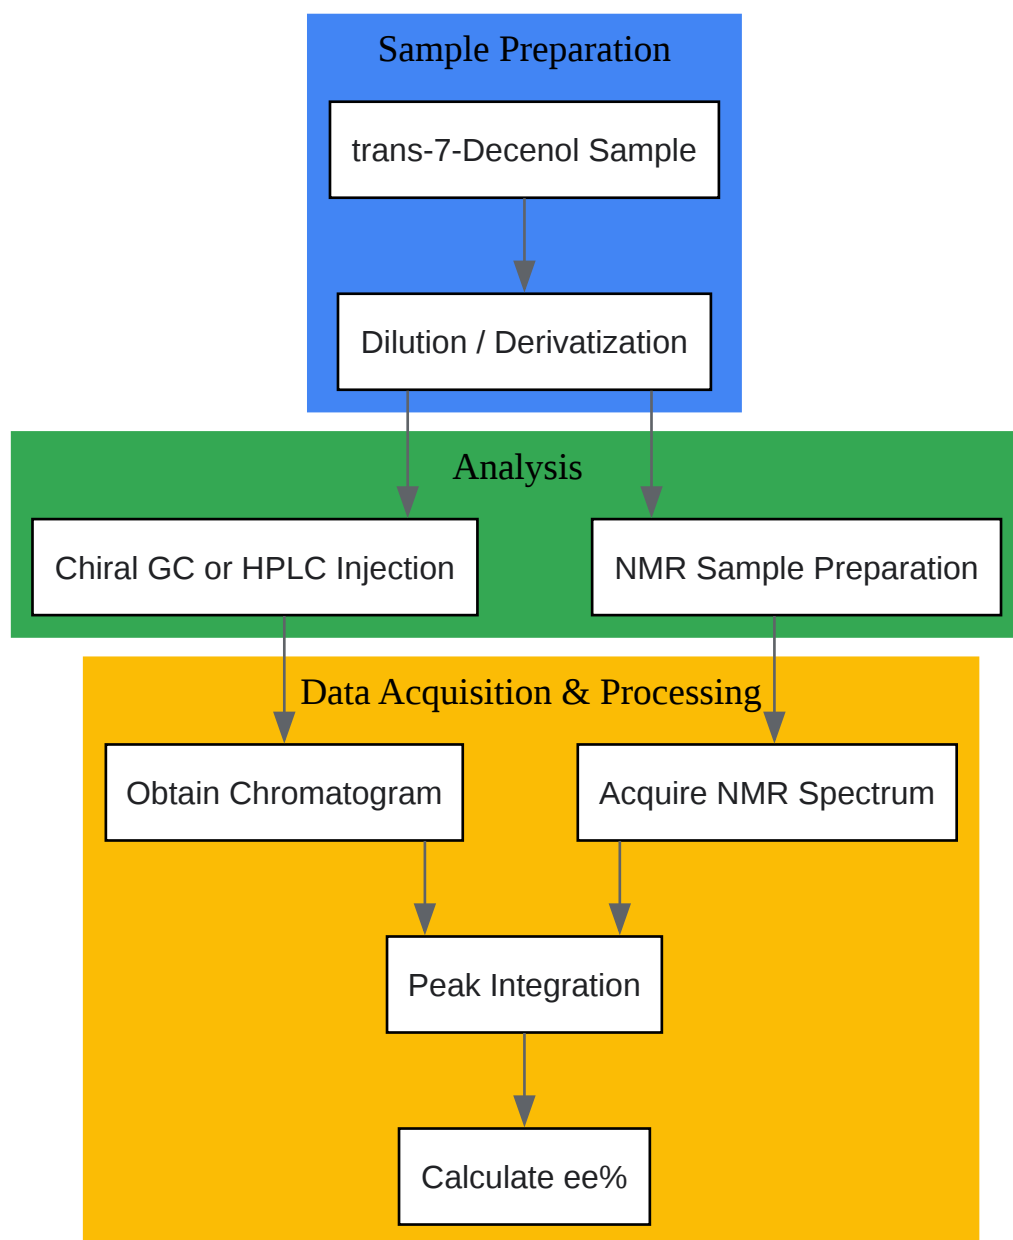 Sample Preparation
trans-7-Decenol Sample
Dilution / Derivatization
Analysis
Chiral GC or HPLC Injection
NMR Sample Preparation
Data Acquisition & Processing
Obtain Chromatogram
Acquire NMR Spectrum
Peak Integration
Calculate ee%